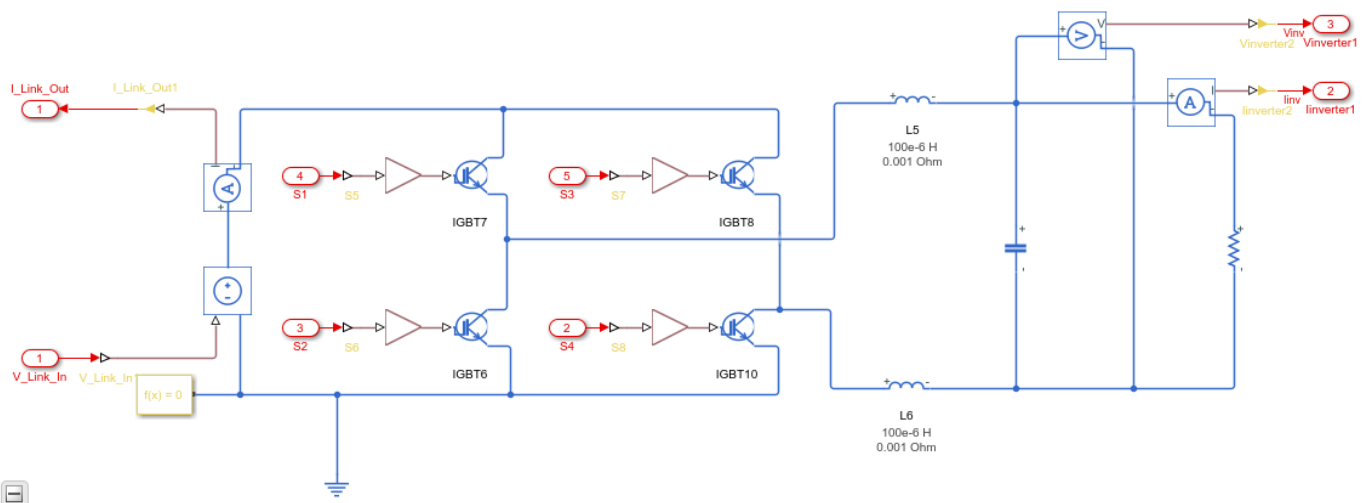 V
3
Vinv
Vinverter2
Vinverter1
I_Link_Out
I_Link_Out1
1
A
I
2
Iinv
Iinverter2
Iinverter1
L5
100e-6 H
0.001 Ohm
4
S1
S5
IGBT7
5
S3
S7
IGBT8
A
I
3
S2
S6
IGBT6
2
S4
S8
IGBT10
1
V_Link_In
V_Link_In1
f(x) = 0
L6
100e-6 H
0.001 Ohm